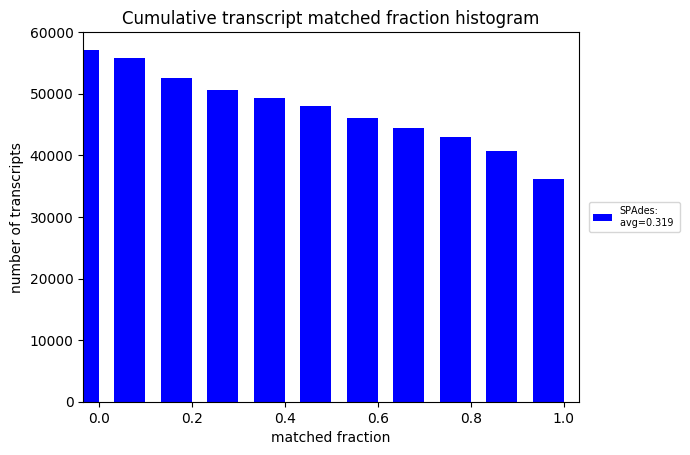 Cumulative transcript matched fraction histogram
number of transcripts
60000
50000
40000
30000
20000
10000
0
0.0 0.2 0.4 0.6 0.8 1.0
matched fraction
SPAdes:
avg=0.319